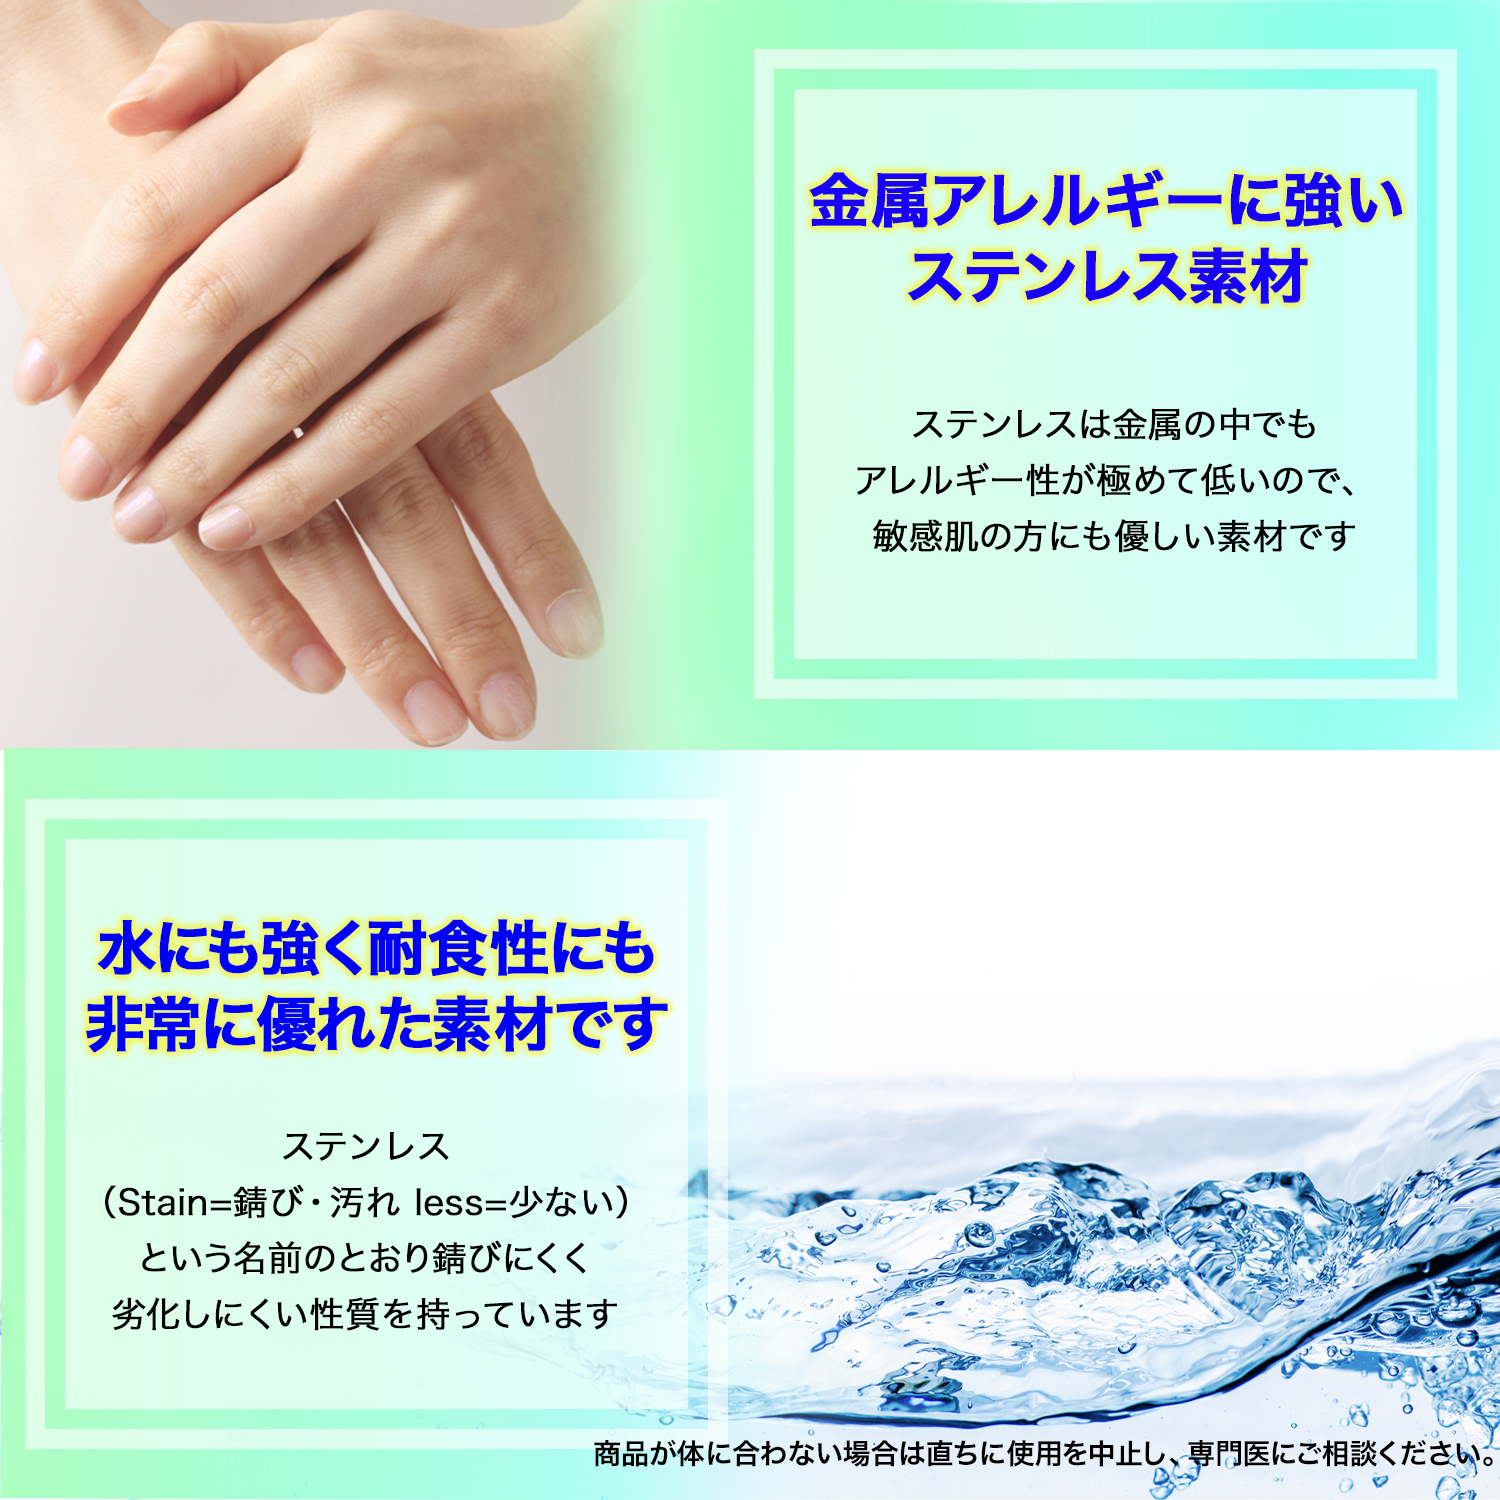 金属アレルギーに強い
ステンレス素材
ステンレスは金属の中でも
アレルギー性が極めて低いので、
敏感肌の方にも優しい素材です
水にも強く耐食性にも
非常に優れた素材です
ステンレス
（Stain=錆び・汚れ less=少ない）
という名前のとおり錆びにくく
劣化しにくい性質を持っています
商品が体に合わない場合は直ちに使用を中止し、専門医にご相談ください。